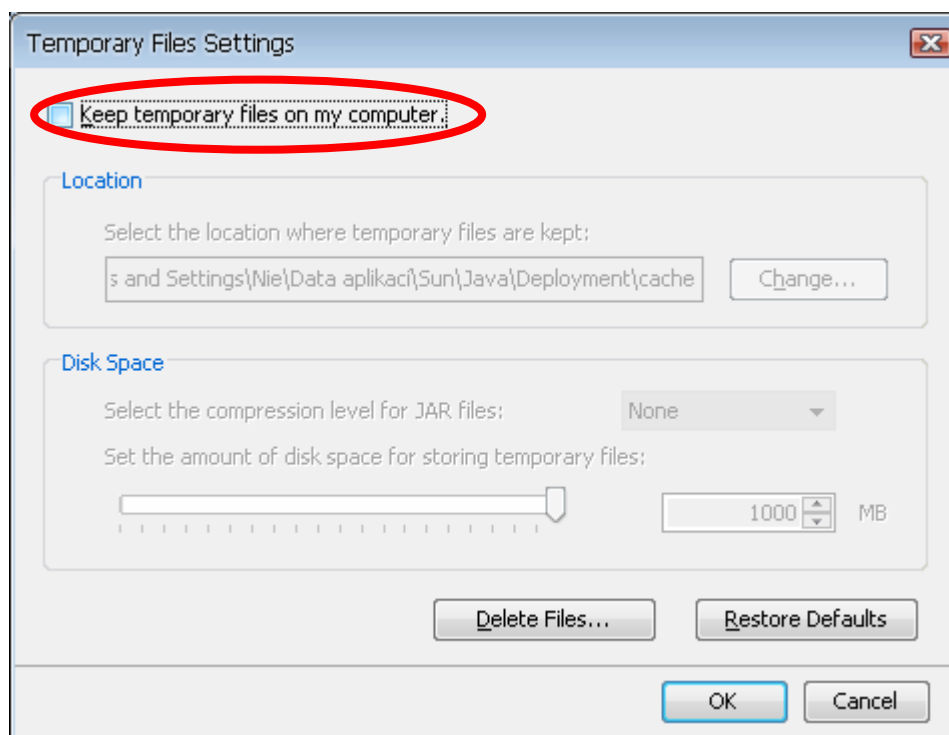 Temporary Files Settings
Keep temporary files on my computer.
Location
Select the location where temporary files are kept:
s and Settings\Nie\Data aplikací\Sun\Java\Deployment\cache
Change...
Disk Space
Select the compression level for JAR files:
None
Set the amount of disk space for storing temporary files:
1000
MB
Delete Files...
Restore Defaults
OK
Cancel